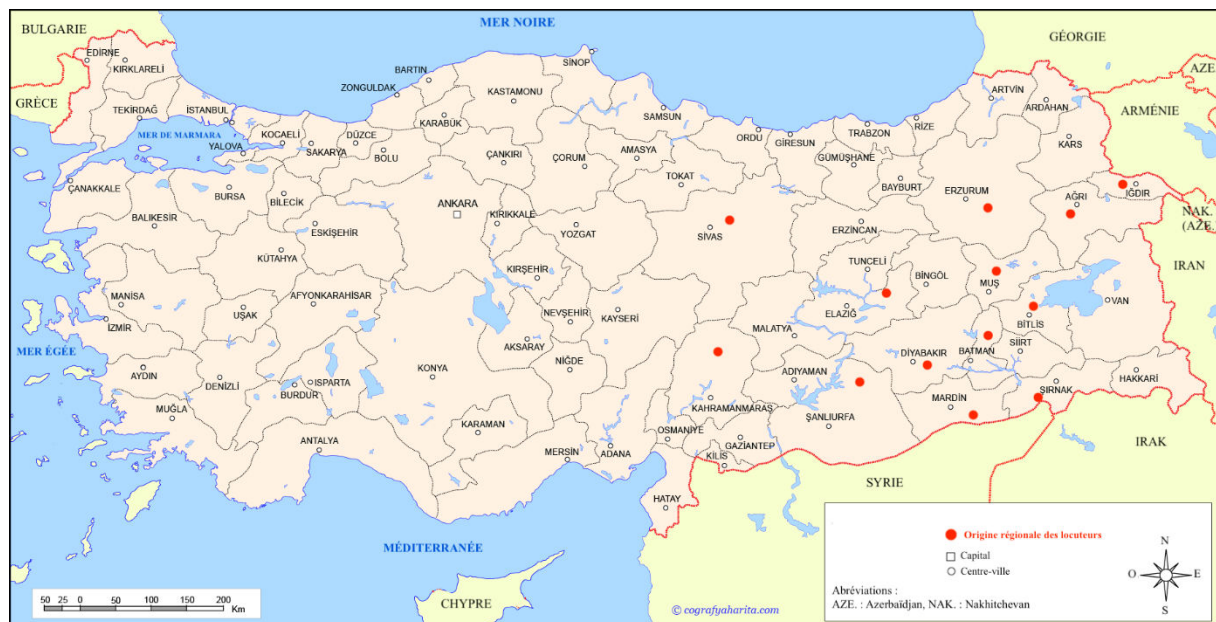 BULGARIE
MER NOIRE
GÉORGIE
EDİRNE
KIRKLARELİ
SİNOP
BARTIN
ZONGULDAK
KASTAMONU
ARTVİN
ARDAHAN
AZE.
GRÈCE
TEKİRDAĞ
İSTANBUL
KARABÜK
SAMSUN
ARMÉNIE
MER DE MARMARA
KOCAELİ
DÜZCE
ORDU
GİRESUN
TRABZON
RİZE
YALOVA
SAKARYA
BOLU
ÇANKIRI
ÇORUM
AMASYA
GÜMÜŞHANE
KARS
TOKAT
BAYBURT
ÇANAKKALE
BURSA
BİLECİK
ANKARA
ERZURUM
AĞRI
IĞDIR
BALIKESİR
ESKİŞEHİR
KIRIKKALE
YOZGAT
SİVAS
ERZİNCAN
NAK.
(AZE.
KÜTAHYA
KIRŞEHİR
TUNCELİ
BİNGÖL
MUŞ
IRAN
MANİSA
UŞAK
AFYONKARAHİSAR
NEVŞEHİR
KAYSERİ
ELAZIĞ
VAN
İZMİR
MALATYA
BİTLİS
MER ÉGÉE
AKSARAY
NİĞDE
DİYABAKIR
BATMAN
SİİRT
AYDIN
DENİZLİ
BURDUR
ISPARTA
KONYA
ADIYAMAN
ŞIRNAK
HAKKARİ
MUĞLA
KAHRAMANMARAŞ
MARDİN
ŞANLIURFA
ANTALYA
KARAMAN
OSMANİYE
GAZİANTEP
MERSİN
ADANA
KİLİS
IRAK
HATAY
SYRIE
MÉDITERRANÉE
CHYPRE
Origine régionale des locuteurs
Capital
Centre-ville
N
O
E
S
Abréviations :
AZE. : Azerbaïdjan, NAK. : Nakhitchevan
50 25 0 50 100 150 200
Km
© cografyaharita.com